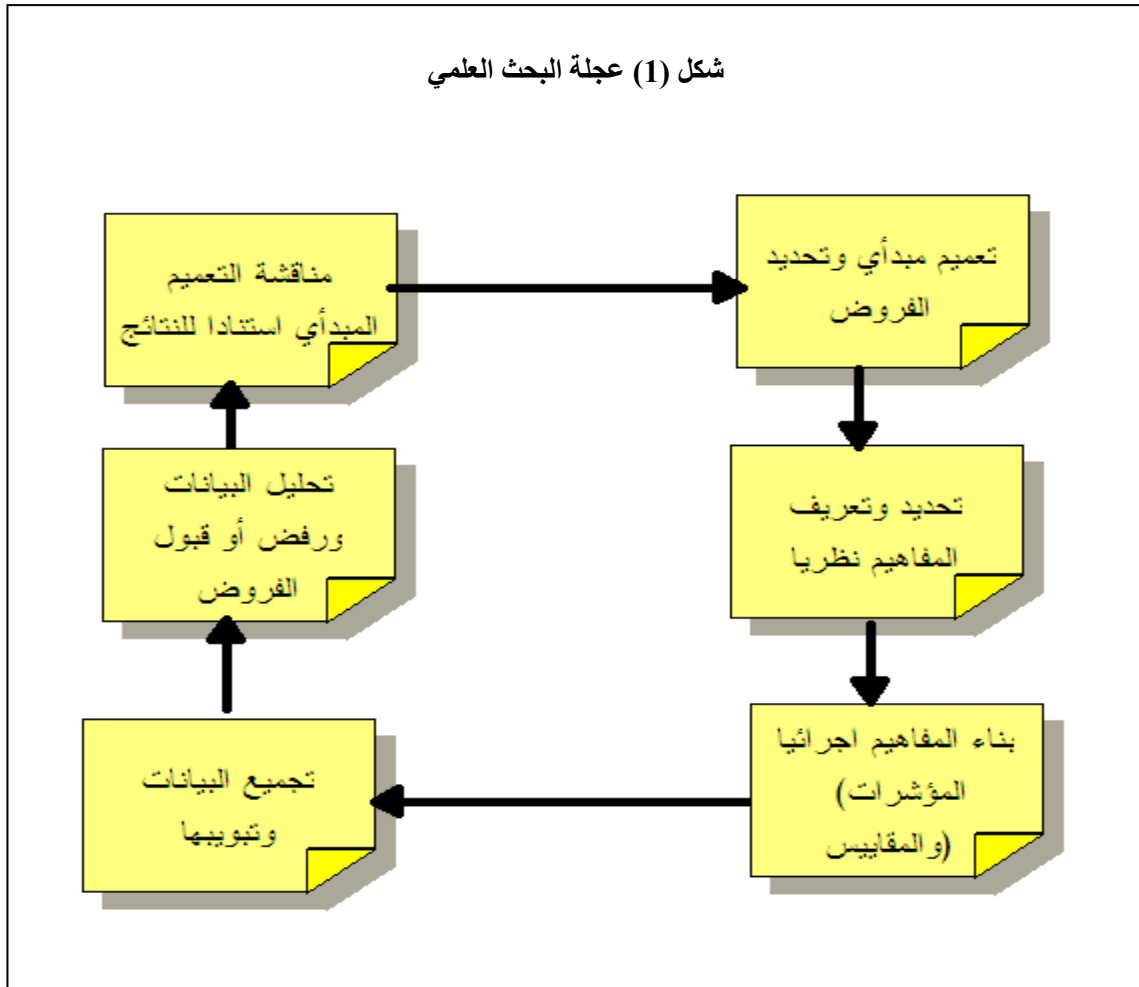 شكل (1) عجلة البحث العلمي
تعميم مبدأي وتحديد
الفروض
تحديد وتعريف
المفاهيم نظريا
بناء المفاهيم اجرائيا
المؤشرات)
(والمقاييس
تجميع البيانات
وتبويبها
تحليل البيانات
ورفض أو قبول
الفروض
مناقشة التعميم
المبدأي استنادا للنتائج